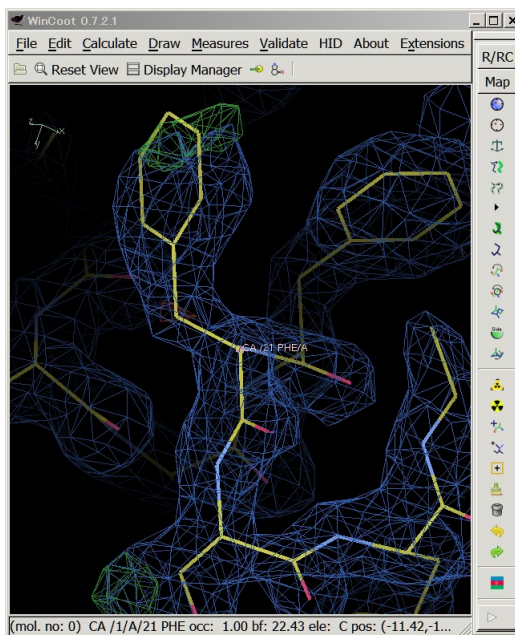 WinCoot 0.7.2.1
File Edit Calculate Draw Measures Validate HID About Extensions
Reset View Display Manager
R/RC
Map
Z
X
y
CA /21 PHE/A
Side
(mol. no: 0) CA /1/A/21 PHE occ: 1.00 bf: 22.43 ele: C pos: (-11.42,-1...